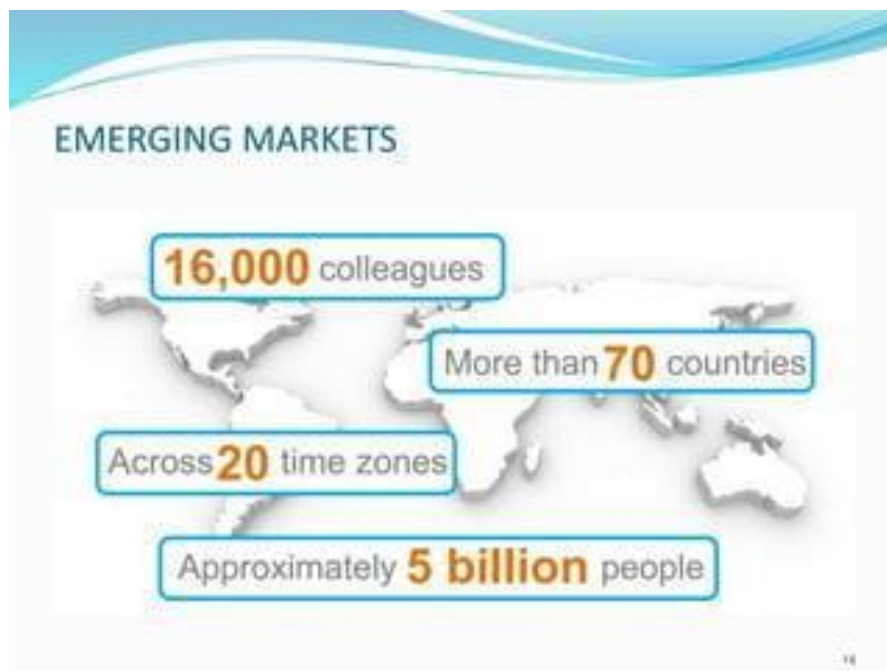 EMERGING MARKETS
16,000 colleagues
More than 70 countries
Across 20 time zones
Approximately 5 billion people